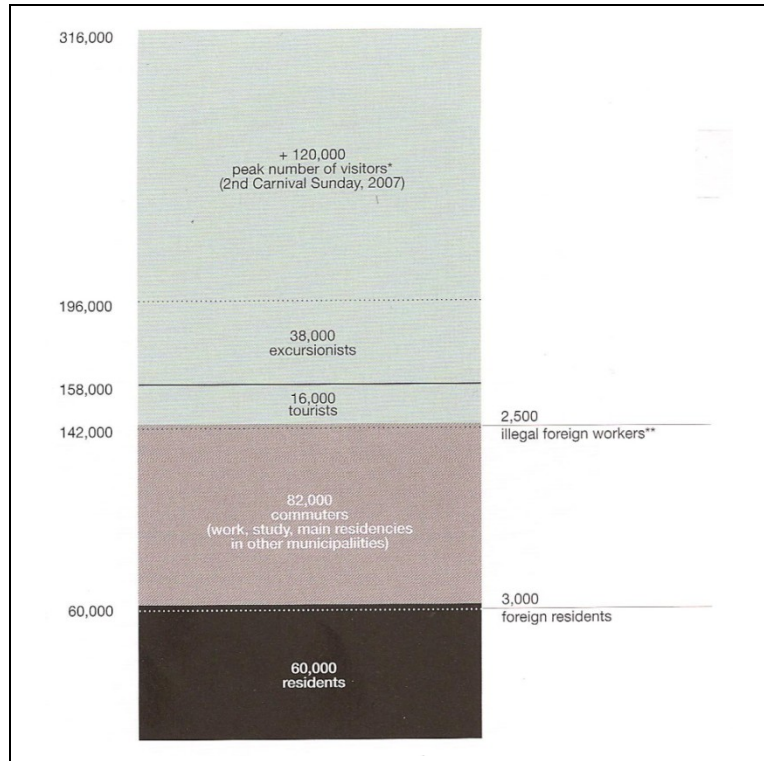 316,000
+ 120,000
peak number of visitors*
(2nd Carnival Sunday, 2007)
196,000
38,000
excursionists
158,000
16,000
tourists
142,000
2,500
illegal foreign workers**
82,000
commuters
(work, study, main residencies
in other municipaliities)
60,000
3,000
foreign residents
60,000
residents